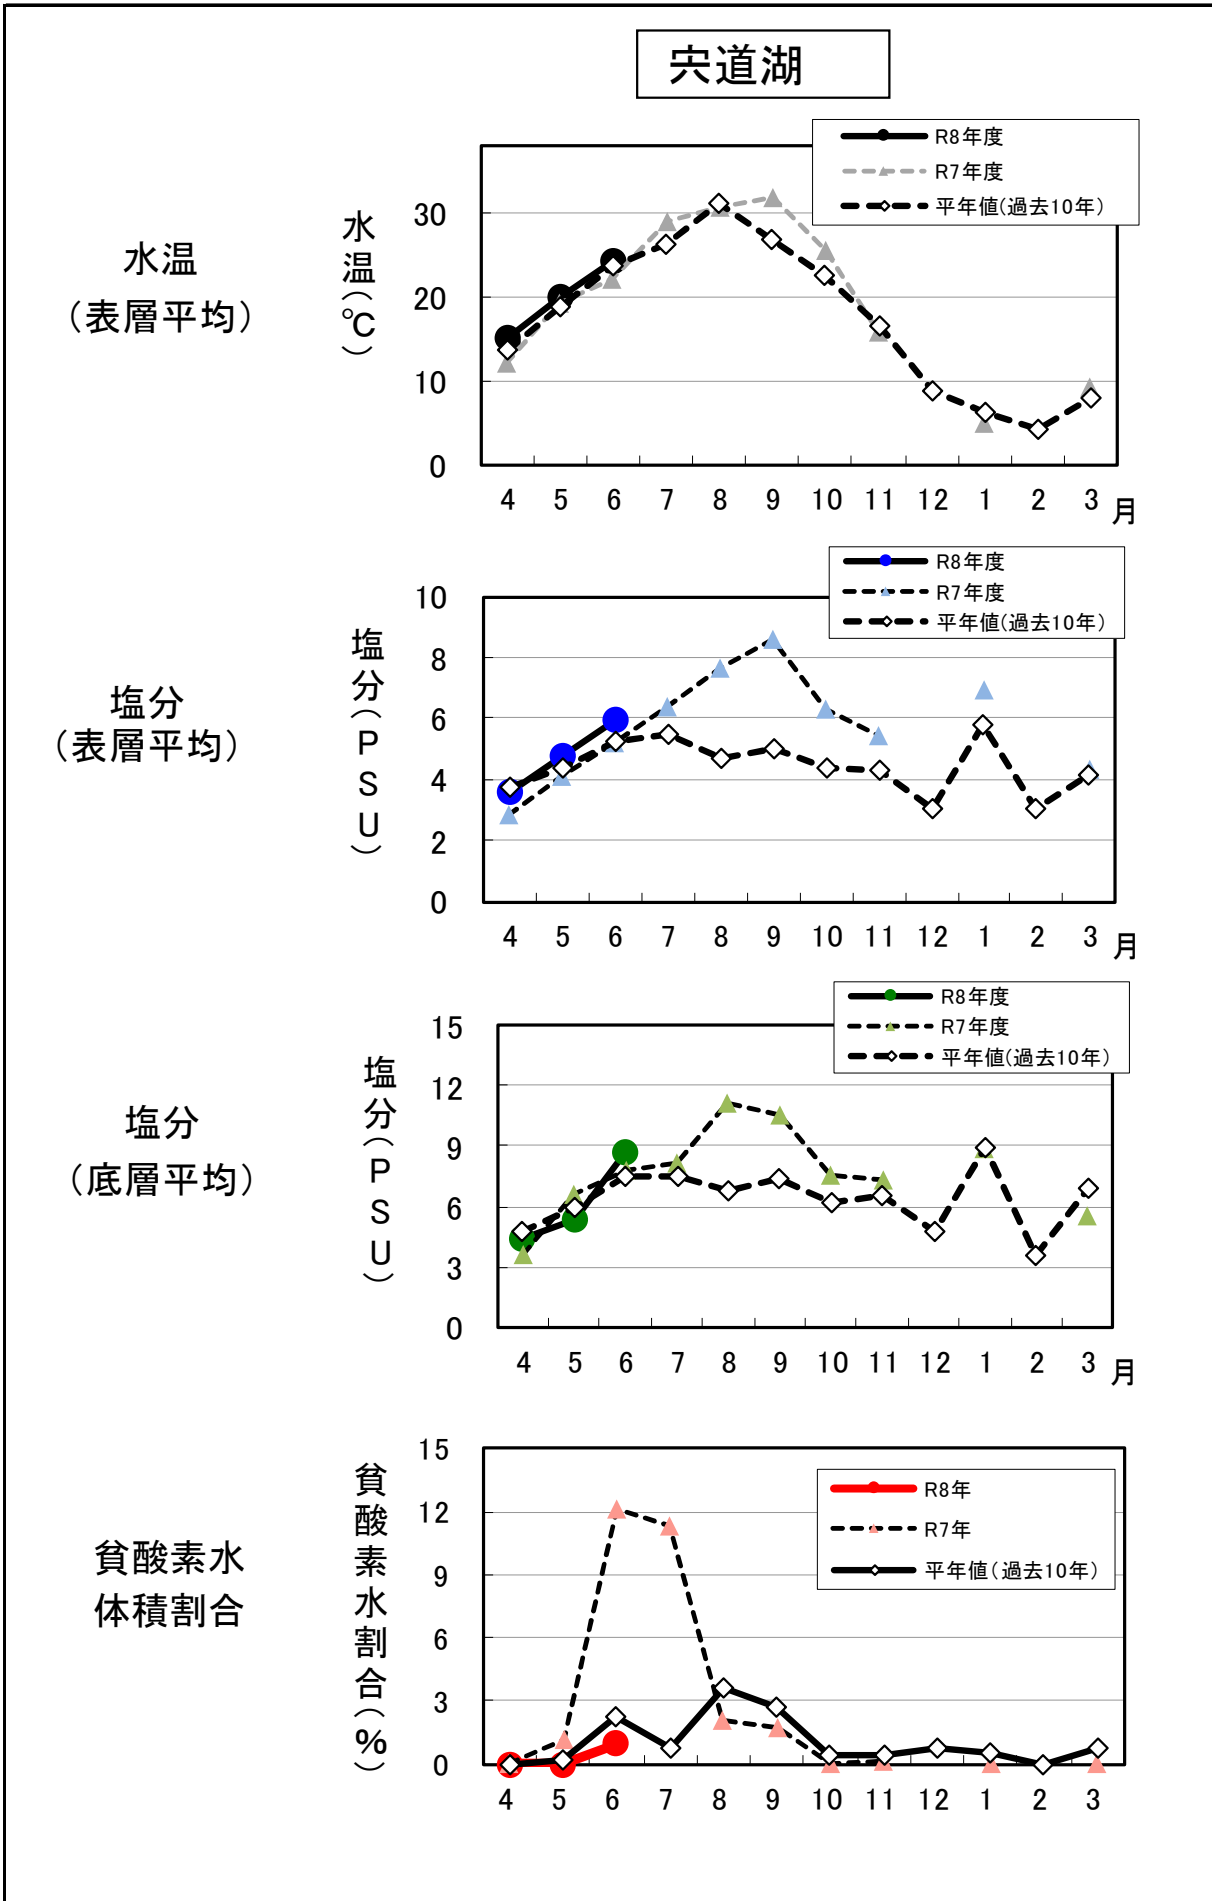 宍道湖
水温
（表層平均）
水温（℃）
R8年度
R7年度
平年値(過去10年)
30
20
10
0
4 5 6 7 8 9 10 11 12 1 2 3 月
塩分
（表層平均）
塩分（PSU）
R8年度
R7年度
平年値(過去10年)
10
8
6
4
2
0
4 5 6 7 8 9 10 11 12 1 2 3 月
塩分
（底層平均）
塩分（PSU）
R8年度
R7年度
平年値(過去10年)
15
12
9
6
3
0
4 5 6 7 8 9 10 11 12 1 2 3 月
貧酸素水
体積割合
貧酸素水割合（%）
R8年
R7年
平年値（過去10年）
15
12
9
6
3
0
4 5 6 7 8 9 10 11 12 1 2 3